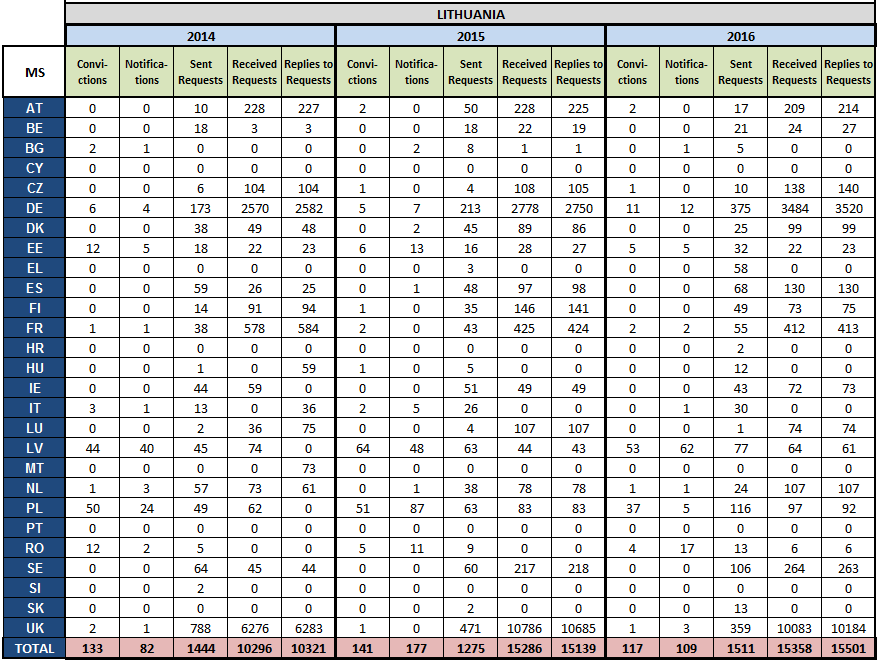 LITHUANIA
2014 2015 2016
MS Convi-ctions Notifica-tions Sent Requests Received Requests Replies to Requests Convi-ctions Notifica-tions Sent Requests Received Requests Replies to Requests Convi-ctions Notifica-tions Sent Requests Received Requests Replies to Requests
AT 0 0 10 228 227 2 0 50 228 225 2 0 17 209 214
BE 0 0 18 3 3 0 0 18 22 19 0 0 21 24 27
BG 2 1 0 0 0 0 2 8 1 1 0 1 5 0 0
CY 0 0 0 0 0 0 0 0 0 0 0 0 0 0 0
CZ 0 0 6 104 104 1 0 4 108 105 1 0 10 138 140
DE 6 4 173 2570 2582 5 7 213 2778 2750 11 12 375 3484 3520
DK 0 0 38 49 48 0 2 45 89 86 0 0 25 99 99
EE 12 5 18 22 23 6 13 16 28 27 5 5 32 22 23
EL 0 0 0 0 0 0 0 3 0 0 0 0 58 0 0
ES 0 0 59 26 25 0 1 48 97 98 0 0 68 130 130
FI 0 0 14 91 94 1 0 35 146 141 0 0 49 73 75
FR 1 1 38 578 584 2 0 43 425 424 2 2 55 412 413
HR 0 0 0 0 0 0 0 0 0 0 0 0 2 0 0
HU 0 0 1 0 59 1 0 5 0 0 0 0 12 0 0
IE 0 0 44 59 0 0 0 51 49 49 0 0 43 72 73
IT 3 1 13 0 36 2 5 26 0 0 0 1 30 0 0
LU 0 0 2 36 75 0 0 4 107 107 0 0 1 74 74
LV 44 40 45 74 0 64 48 63 44 43 53 62 77 64 61
MT 0 0 0 0 73 0 0 0 0 0 0 0 0 0 0
NL 1 3 57 73 61 0 1 38 78 78 1 1 24 107 107
PL 50 24 49 62 0 51 87 63 83 83 37 5 116 97 92
PT 0 0 0 0 0 0 0 0 0 0 0 0 0 0 0
RO 12 2 5 0 0 5 11 9 0 0 4 17 13 6 6
SE 0 0 64 45 44 0 0 60 217 218 0 0 106 264 263
SI 0 0 2 0 0 0 0 0 0 0 0 0 0 0 0
SK 0 0 0 0 0 0 0 2 0 0 0 0 13 0 0
UK 2 1 788 6276 6283 1 0 471 10786 10685 1 3 359 10083 10184
TOTAL 133 82 1444 10296 10321 141 177 1275 15286 15139 117 109 1511 15358 15501